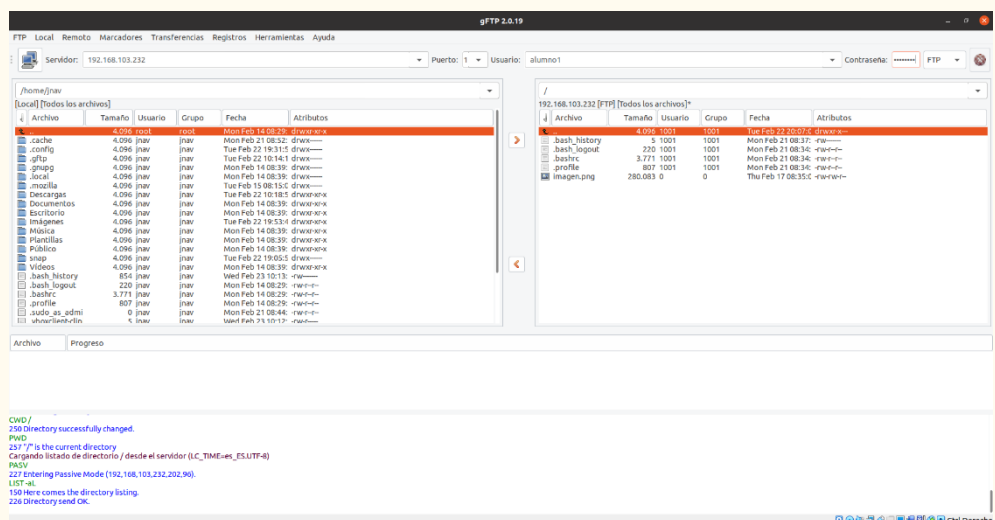 gFTP 2.0.19
FTP Local Remoto Marcadores Transferencias Registros Herramientas Ayuda
Servidor: 192.168.103.232 Puerto: 1 Usuario: alumno1 Contraseña: •••••••• FTP
/home/jnav
[Local] [Todos los archivos]
Archivo Tamaño Usuario Grupo Fecha Atributos
.. 4.096 root root Mon Feb 14 08:29: drwxr-xr-x
.cache 4.096 jnav jnav Mon Feb 21 08:52: drwx------
.config 4.096 jnav jnav Tue Feb 22 19:31:5 drwx------
.gftp 4.096 jnav jnav Tue Feb 22 10:14:1 drwx------
.gnupg 4.096 jnav jnav Mon Feb 14 08:39: drwx------
.local 4.096 jnav jnav Mon Feb 14 08:39: drwx------
.mozilla 4.096 jnav jnav Tue Feb 15 08:15:0 drwx------
Descargas 4.096 jnav jnav Tue Feb 22 10:18:5 drwxr-xr-x
Documentos 4.096 jnav jnav Mon Feb 14 08:39: drwxr-xr-x
Escritorio 4.096 jnav jnav Mon Feb 14 08:39: drwxr-xr-x
Imágenes 4.096 jnav jnav Tue Feb 22 19:53:4 drwxr-xr-x
Música 4.096 jnav jnav Mon Feb 14 08:39: drwxr-xr-x
Plantillas 4.096 jnav jnav Mon Feb 14 08:39: drwxr-xr-x
Público 4.096 jnav jnav Mon Feb 14 08:39: drwxr-xr-x
snap 4.096 jnav jnav Tue Feb 22 19:05:5 drwx------
Vídeos 4.096 jnav jnav Mon Feb 14 08:39: drwxr-xr-x
.bash_history 854 jnav jnav Wed Feb 23 10:13: -rw-------
.bash_logout 220 jnav jnav Mon Feb 14 08:29: -rw-r--r--
.bashrc 3.771 jnav jnav Mon Feb 14 08:29: -rw-r--r--
.profile 807 jnav jnav Mon Feb 14 08:29: -rw-r--r--
.sudo_as_admi 0 jnav jnav Mon Feb 21 08:44: -rw-r--r--
.vboxclient-clip 5 jnav jnav Wed Feb 23 10:12: -rw-r-----
/
192.168.103.232 [FTP] [Todos los archivos]*
Archivo Tamaño Usuario Grupo Fecha Atributos
.. 4.096 1001 1001 Tue Feb 22 20:07:0 drwxr-x---
.bash_history 5 1001 1001 Mon Feb 21 08:37: -rw-------
.bash_logout 220 1001 1001 Mon Feb 21 08:34: -rw-r--r--
.bashrc 3.771 1001 1001 Mon Feb 21 08:34: -rw-r--r--
.profile 807 1001 1001 Mon Feb 21 08:34: -rw-r--r--
imagen.png 280.083 0 0 Thu Feb 17 08:35:0 -rw-rw-r--
Archivo Progreso
CWD /
250 Directory successfully changed.
PWD
257 "/" is the current directory
Cargando listado de directorio / desde el servidor (LC_TIME=es_ES.UTF-8)
PASV
227 Entering Passive Mode (192,168,103,232,202,96).
LIST -aL
150 Here comes the directory listing.
226 Directory send OK.
Ctrl Derecha